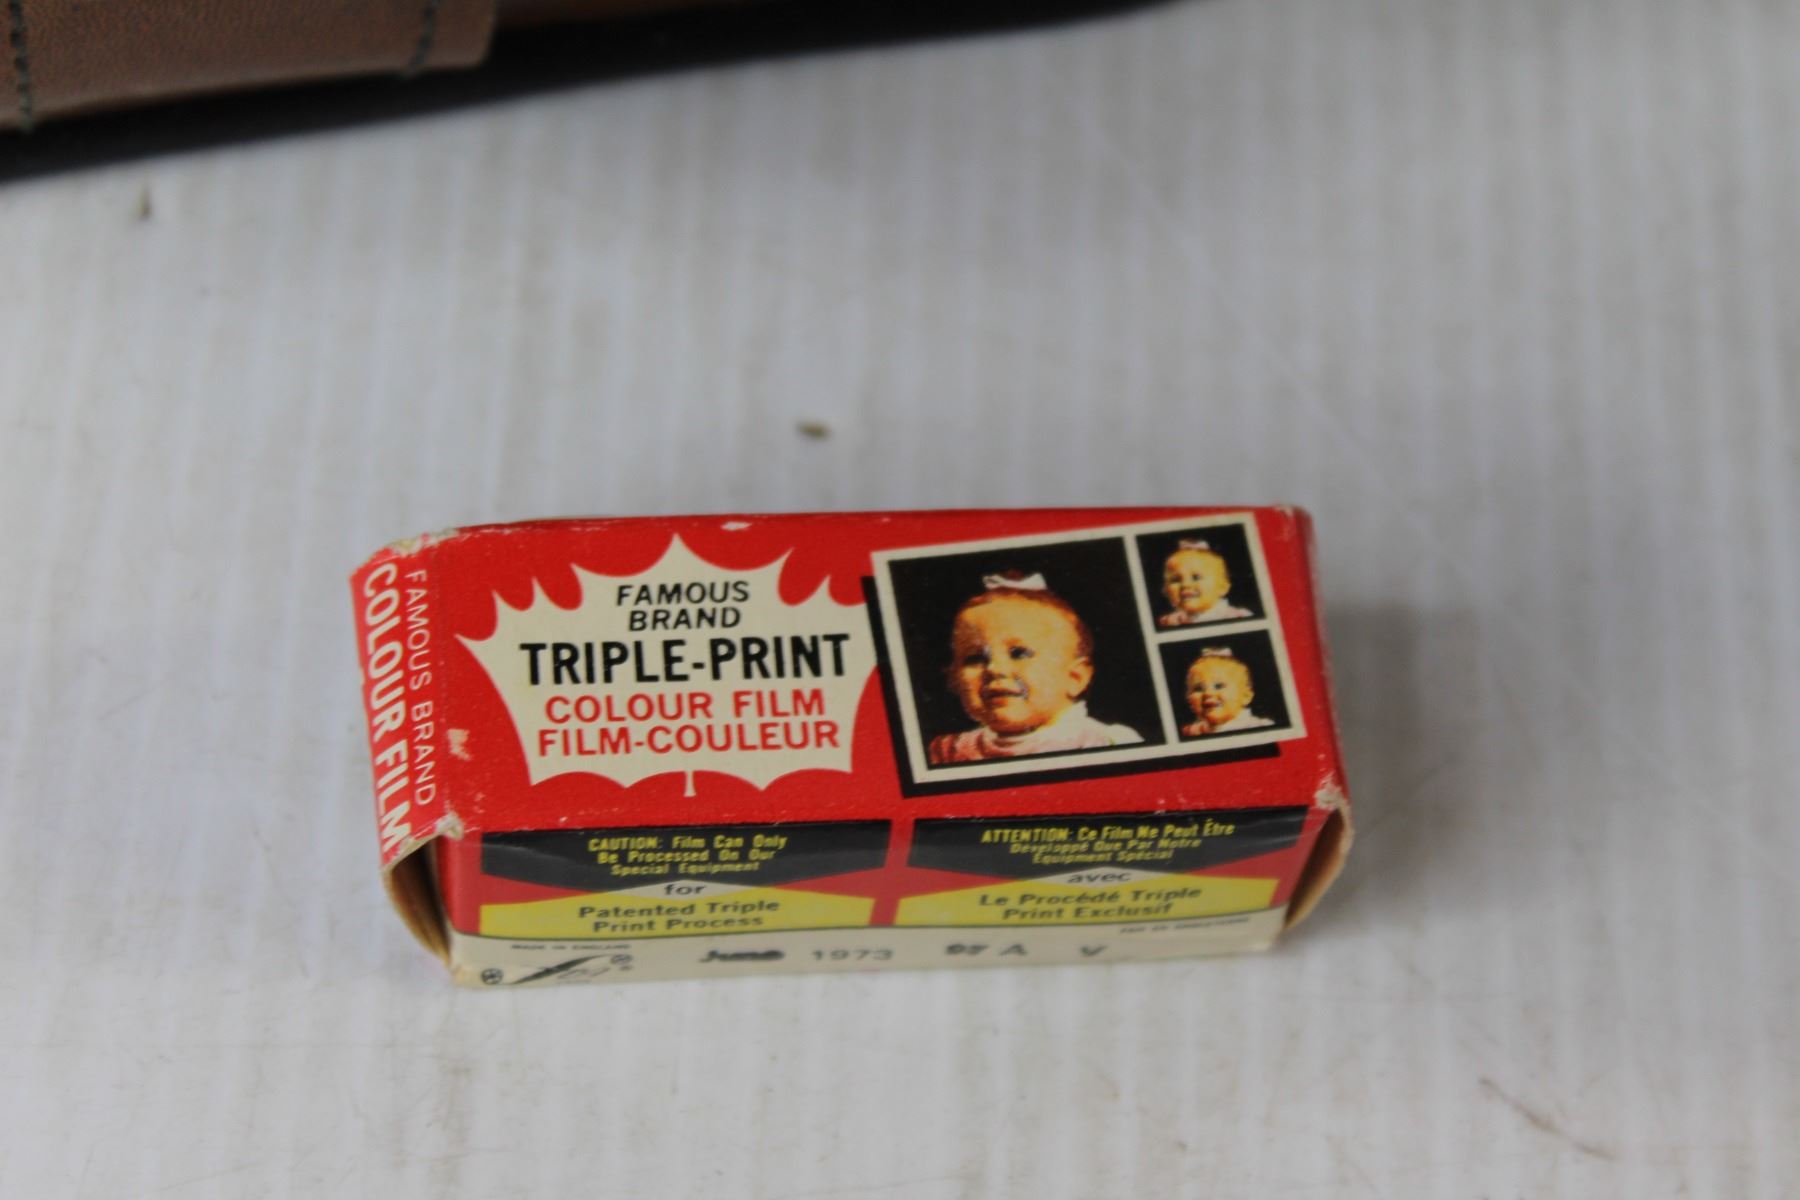 FAMOUS
BRAND
TRIPLE-PRINT
COLOUR FILM
FILM-COULEUR
FAMOUS BRAND
COLOUR FILM
CAUTION: Film Can Only
Be Processed On Our
Special Equipment
for
Patented Triple
Print Process
ATTENTION: Ce Film Ne Peut Être
Développé Que Par Notre
Équipment Spécial
avec
Le Procédé Triple
Print Exclusif
MADE IN ENGLAND
June 1973 A V